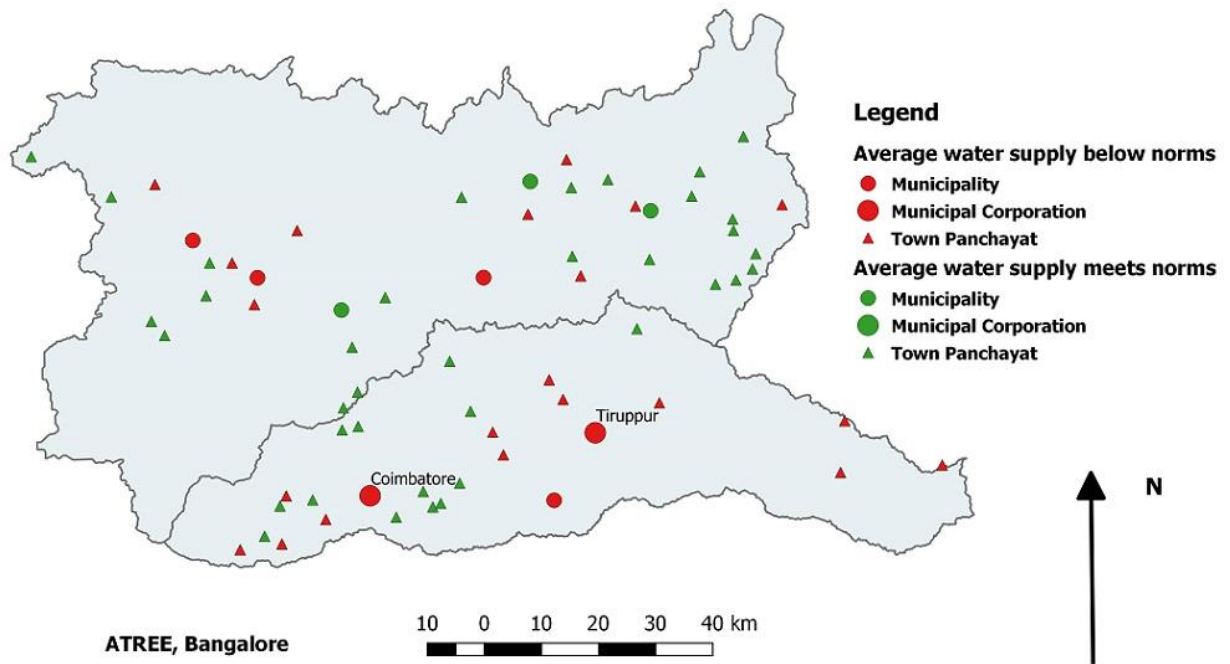 Legend
Average water supply below norms
Municipality
Municipal Corporation
Town Panchayat
Average water supply meets norms
Municipality
Municipal Corporation
Town Panchayat
Tiruppur
Coimbatore
N
10 0 10 20 30 40 km
ATREE, Bangalore